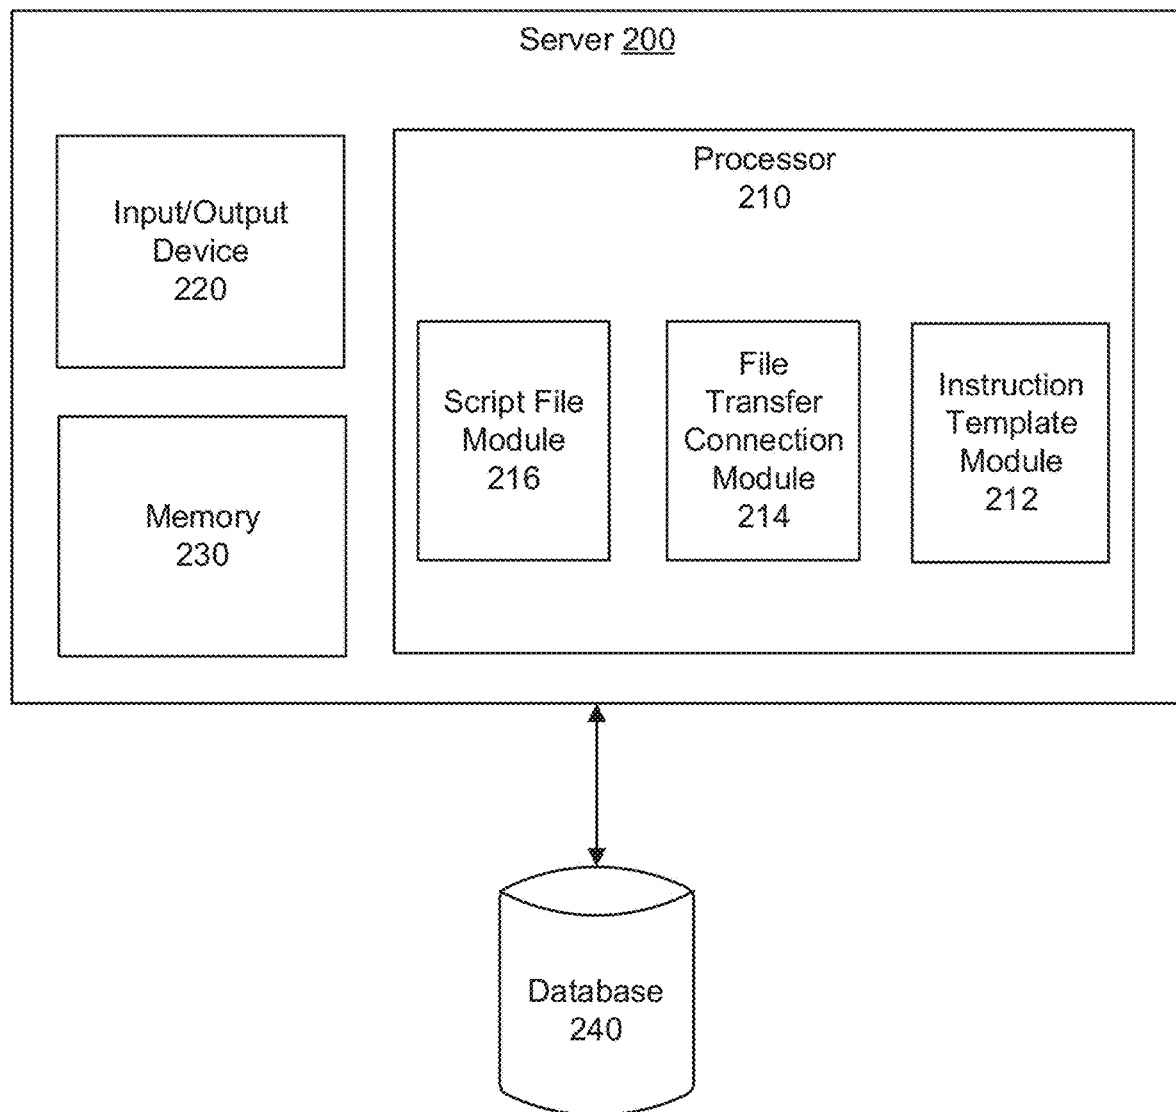 Server 200
Input/Output
Device
220
Processor
210
Script File
Module
216
File
Transfer
Connection
Module
214
Instruction
Template
Module
212
Memory
230
Database
240